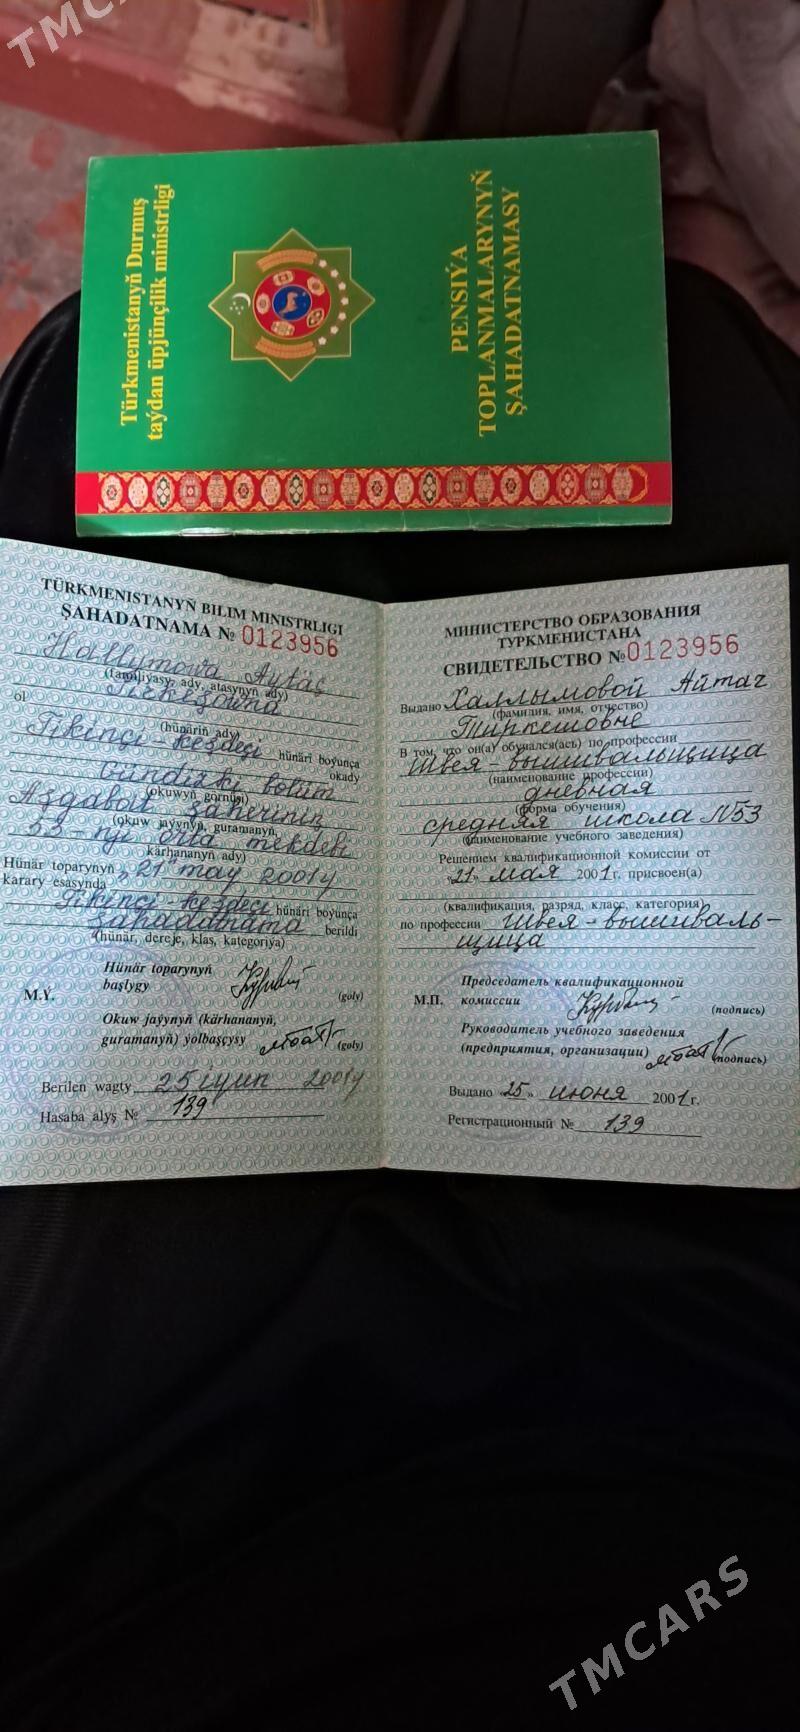 TMCARS
Türkmenistanyň Durmuş
taýdan üpjünçilik ministrligi
PENSIÝA
TOPLANMALARYNYŇ
ŞAHADATNAMASY
TÜRKMENISTANYŇ BILIM MINISTRLIGI
ŞAHADATNAMA № 0123956
Hallymowa Aýtäç
(familiýasy, ady, atasynyň ady)
Tirkeşowna
ol
(hünäriň ady)
Tikinçi-keşdeçi hünäri boýunça
okady
Gündizki bölüm
(okuwyň görnüşi)
Aşgabat şäheriniň
(okuw jaýynyň, guramanyň,
53-nji orta mekdebi
kärhananyň ady)
Hünär toparynyň „21 maý 2001ý
karary esasynda
Tikinçi-keşdeçi hünäri boýunça
şahadatnama berildi
(hünär, dereje, klas, kategoriýa)
Hünär toparynyň
başlygy
(goly)
M.Ý.
Okuw jaýynyň (kärhananyň,
guramanyň) ýolbaşçysy
(goly)
Berilen wagty 25 iýun 2001ý
Hasaba alyş № 139
МИНИСТЕРСТВО ОБРАЗОВАНИЯ
ТУРКМЕНИСТАНА
СВИДЕТЕЛЬСТВО № 0123956
Выдано Халлымовой Айтач
(фамилия, имя, отчество)
Тиркешовне
В том, что он(а) обучался(ась) по профессии
Швея-вышивальщица
(наименование профессии)
дневная
(форма обучения)
средняя школа №53
(наименование учебного заведения)
Решением квалификационной комиссии от
«21» мая 2001 г. присвоен(а)
(квалификация, разряд, класс, категория)
по профессии Швея-вышиваль-
щица
Председатель квалификационной
М.П. комиссии
(подпись)
Руководитель учебного заведения
(предприятия, организации)
(подпись)
Выдано «25» июня 2001 г.
Регистрационный № 139
TMCARS